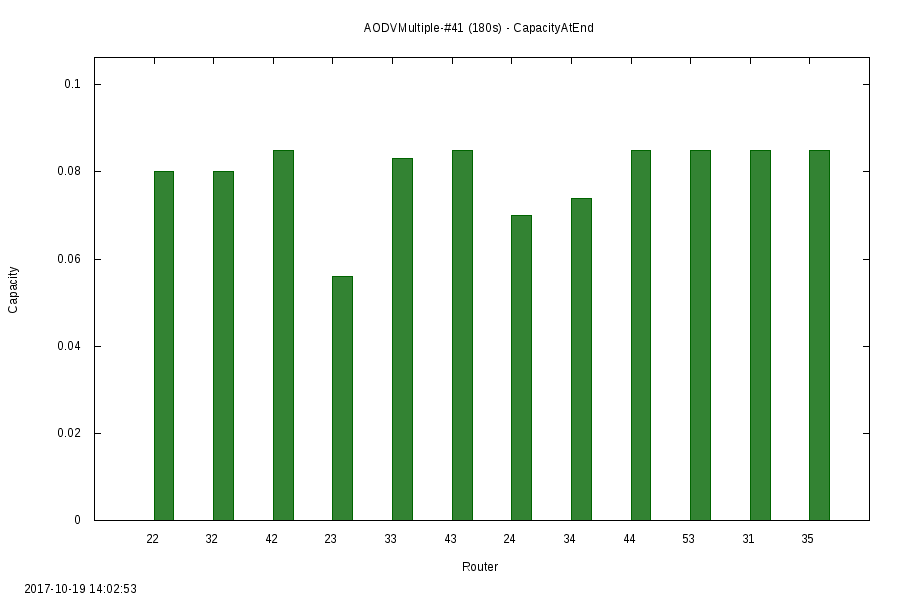 AODVMultiple-#41 (180s) - CapacityAtEnd
0.1
0.08
0.06
0.04
0.02
0
Capacity
22 32 42 23 33 43 24 34 44 53 31 35
Router
2017-10-19 14:02:53